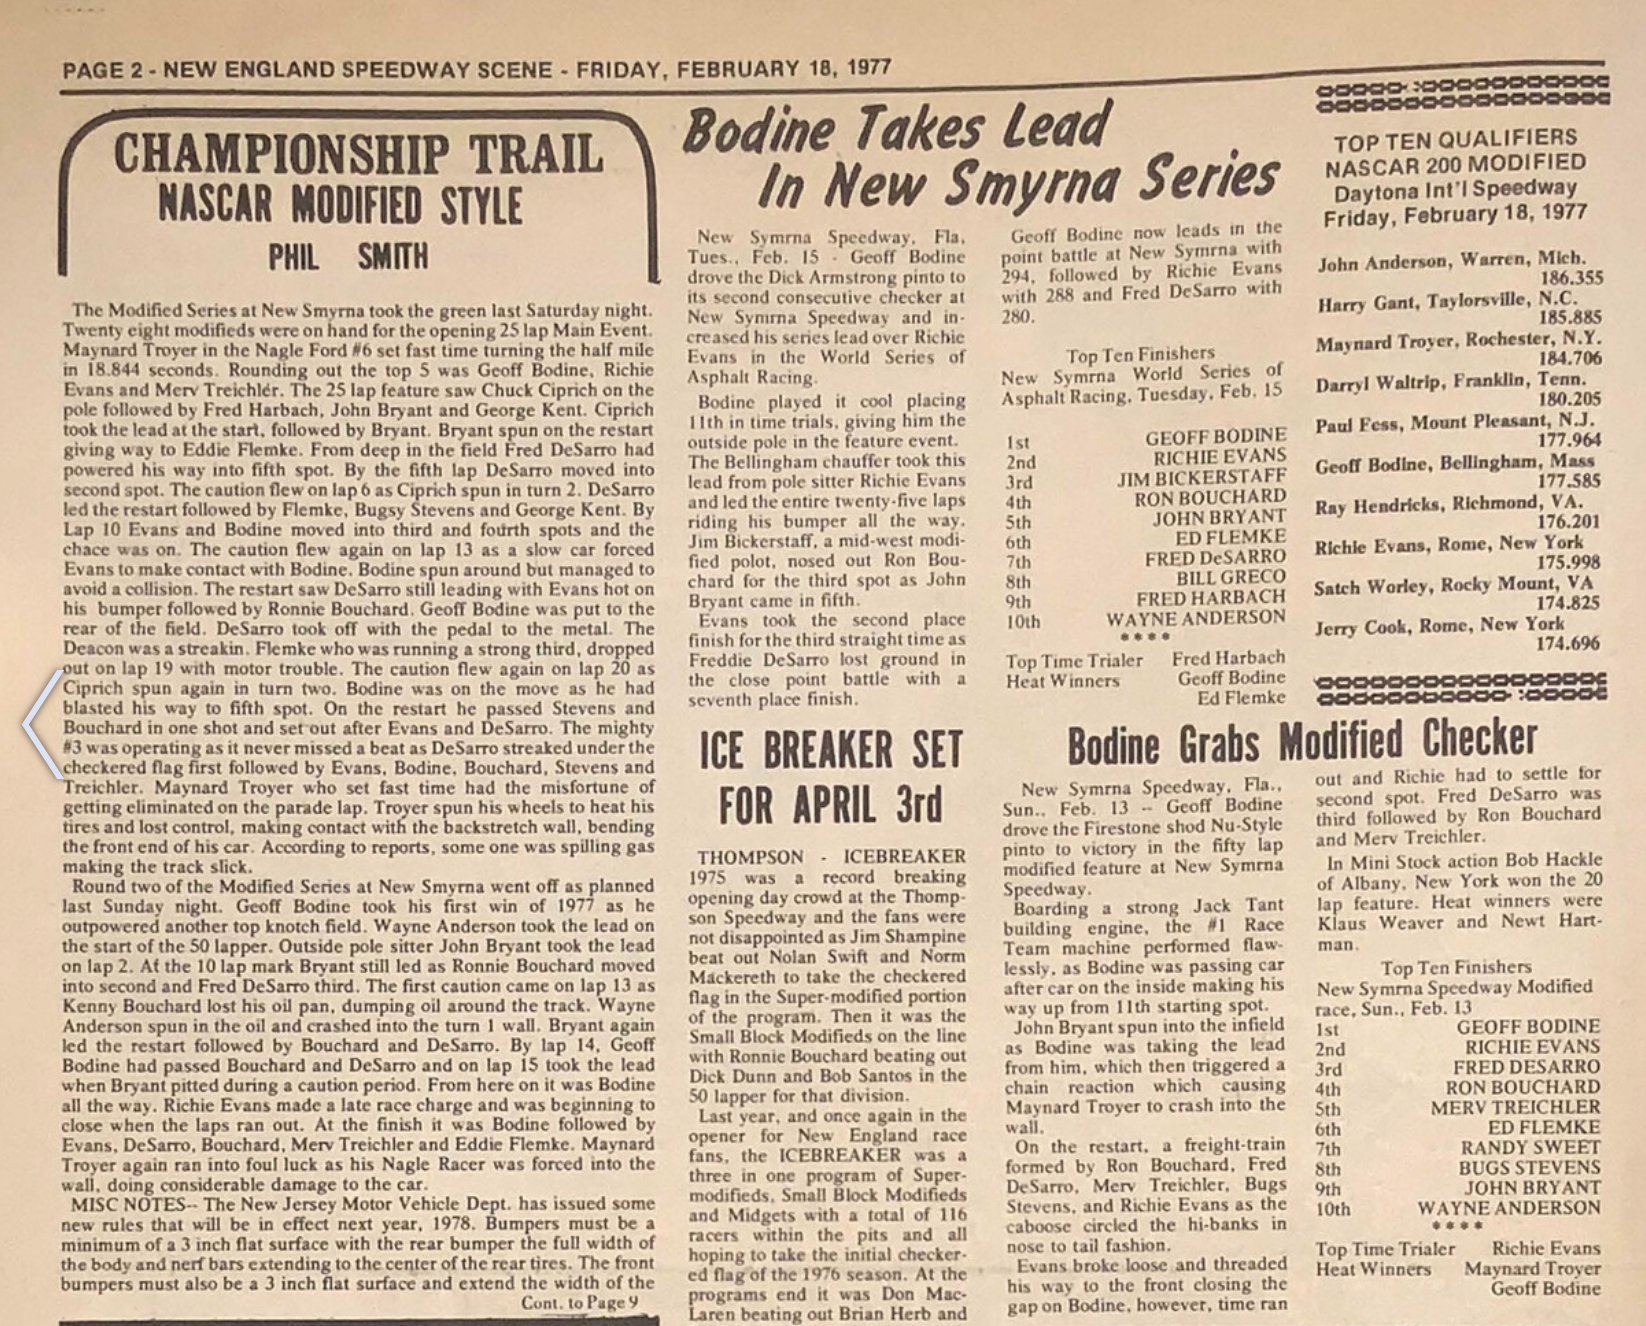 PAGE 2 - NEW ENGLAND SPEEDWAY SCENE - FRIDAY, FEBRUARY 18, 1977
CHAMPIONSHIP TRAIL
NASCAR MODIFIED STYLE
PHIL SMITH
The Modified Series at New Smyrna took the green last Saturday night.
Twenty eight modifieds were on hand for the opening 25 lap Main Event.
Maynard Troyer in the Nagle Ford #6 set fast time turning the half mile
in 18.844 seconds. Rounding out the top 5 was Geoff Bodine, Richie
Evans and Merv Treichler. The 25 lap feature saw Chuck Ciprich on the
pole followed by Fred Harbach, John Bryant and George Kent. Ciprich
took the lead at the start, followed by Bryant. Bryant spun on the restart
giving way to Eddie Flemke. From deep in the field Fred DeSarro had
powered his way into fifth spot. By the fifth lap DeSarro moved into
second spot. The caution flew on lap 6 as Ciprich spun in turn 2. DeSarro
led the restart followed by Flemke, Bugsy Stevens and George Kent. By
Lap 10 Evans and Bodine moved into third and foufth spots and the
chace was on. The caution flew again on lap 13 as a slow car forced
Evans to make contact with Bodine. Bodine spun around but managed to
avoid a collision. The restart saw DeSarro still leading with Evans hot on
his bumper followed by Ronnie Bouchard. Geoff Bodine was put to the
rear of the field. DeSarro took off with the pedal to the metal. The
Deacon was a streakin. Flemke who was running a strong third, dropped
out on lap 19 with motor trouble. The caution flew again on lap 20 as
Ciprich spun again in turn two. Bodine was on the move as he had
blasted his way to fifth spot. On the restart he passed Stevens and
Bouchard in one shot and set out after Evans and DeSarro. The mighty
#3 was operating as it never missed a beat as DeSarro streaked under the
checkered flag first followed by Evans, Bodine, Bouchard, Stevens and
Treichler. Maynard Troyer who set fast time had the misfortune of
getting eliminated on the parade lap. Troyer spun his wheels to heat his
tires and lost control, making contact with the backstretch wall, bending
the front end of his car. According to reports, some one was spilling gas
making the track slick.
Round two of the Modified Series at New Smyrna went off as planned
last Sunday night. Geoff Bodine took his first win of 1977 as he
outpowered another top knotch field. Wayne Anderson took the lead on
the start of the 50 lapper. Outside pole sitter John Bryant took the lead
on lap 2. At the 10 lap mark Bryant still led as Ronnie Bouchard moved
into second and Fred DeSarro third. The first caution came on lap 13 as
Kenny Bouchard lost his oil pan, dumping oil around the track. Wayne
Anderson spun in the oil and crashed into the turn 1 wall. Bryant again
led the restart followed by Bouchard and DeSarro. By lap 14, Geoff
Bodine had passed Bouchard and DeSarro and on lap 15 took the lead
when Bryant pitted during a caution period. From here on it was Bodine
all the way. Richie Evans made a late race charge and was beginning to
close when the laps ran out. At the finish it was Bodine followed by
Evans, DeSarro, Bouchard, Merv Treichler and Eddie Flemke. Maynard
Troyer again ran into foul luck as his Nagle Racer was forced into the
wall, doing considerable damage to the car.
MISC NOTES-- The New Jersey Motor Vehicle Dept. has issued some
new rules that will be in effect next year, 1978. Bumpers must be a
minimum of a 3 inch flat surface with the rear bumper the full width of
the body and nerf bars extending to the center of the rear tires. The front
bumpers must also be a 3 inch flat surface and extend the width of the
Cont. to Page 9
Bodine Takes Lead
In New Smyrna Series
New Symrna Speedway, Fla,
Tues., Feb. 15 - Geoff Bodine
drove the Dick Armstrong pinto to
its second consecutive checker at
New Symrna Speedway and in-
creased his series lead over Richie
Evans in the World Series of
Asphalt Racing.
Bodine played it cool placing
11th in time trials, giving him the
outside pole in the feature event.
The Bellingham chauffer took this
lead from pole sitter Richie Evans
and led the entire twenty-five laps
riding his bumper all the way.
Jim Bickerstaff, a mid-west modi-
fied polot, nosed out Ron Bou-
chard for the third spot as John
Bryant came in fifth.
Evans took the second place
finish for the third straight time as
Freddie DeSarro lost ground in
the close point battle with a
seventh place finish.
Geoff Bodine now leads in the
point battle at New Symrna with
294, followed by Richie Evans
with 288 and Fred DeSarro with
280.
Top Ten Finishers
New Symrna World Series of
Asphalt Racing, Tuesday, Feb. 15
1st GEOFF BODINE
2nd RICHIE EVANS
3rd JIM BICKERSTAFF
4th RON BOUCHARD
5th JOHN BRYANT
6th ED FLEMKE
7th FRED DeSARRO
8th BILL GRECO
9th FRED HARBACH
10th WAYNE ANDERSON
****
Top Time Trialer Fred Harbach
Heat Winners Geoff Bodine
Ed Flemke
TOP TEN QUALIFIERS
NASCAR 200 MODIFIED
Daytona Int'l Speedway
Friday, February 18, 1977
John Anderson, Warren, Mich.
186.355
Harry Gant, Taylorsville, N.C.
185.885
Maynard Troyer, Rochester, N.Y.
184.706
Darryl Waltrip, Franklin, Tenn.
180.205
Paul Fess, Mount Pleasant, N.J.
177.964
Geoff Bodine, Bellingham, Mass
177.585
Ray Hendricks, Richmond, VA.
176.201
Richie Evans, Rome, New York
175.998
Satch Worley, Rocky Mount, VA
174.825
Jerry Cook, Rome, New York
174.696
ICE BREAKER SET
FOR APRIL 3rd
THOMPSON - ICEBREAKER
1975 was a record breaking
opening day crowd at the Thomp-
son Speedway and the fans were
not disappointed as Jim Shampine
beat out Nolan Swift and Norm
Mackereth to take the checkered
flag in the Super-modified portion
of the program. Then it was the
Small Block Modifieds on the line
with Ronnie Bouchard beating out
Dick Dunn and Bob Santos in the
50 lapper for that division.
Last year, and once again in the
opener for New England race
fans, the ICEBREAKER was a
three in one program of Super-
modifieds, Small Block Modifieds
and Midgets with a total of 116
racers within the pits and all
hoping to take the initial checker-
ed flag of the 1976 season. At the
programs end it was Don Mac-
Laren beating out Brian Herb and
Bodine Grabs Modified Checker
New Symrna Speedway, Fla.,
Sun., Feb. 13 -- Geoff Bodine
drove the Firestone shod Nu-Style
pinto to victory in the fifty lap
modified feature at New Symrna
Speedway.
Boarding a strong Jack Tant
building engine, the #1 Race
Team machine performed flaw-
lessly, as Bodine was passing car
after car on the inside making his
way up from 11th starting spot.
John Bryant spun into the infield
as Bodine was taking the lead
from him, which then triggered a
chain reaction which causing
Maynard Troyer to crash into the
wall.
On the restart, a freight-train
formed by Ron Bouchard, Fred
DeSarro, Merv Treichler, Bugs
Stevens, and Richie Evans as the
caboose circled the hi-banks in
nose to tail fashion.
Evans broke loose and threaded
his way to the front closing the
gap on Bodine, however, time ran
out and Richie had to settle for
second spot. Fred DeSarro was
third followed by Ron Bouchard
and Merv Treichler.
In Mini Stock action Bob Hackle
of Albany, New York won the 20
lap feature. Heat winners were
Klaus Weaver and Newt Hart-
man.
Top Ten Finishers
New Symrna Speedway Modified
race, Sun., Feb. 13
1st GEOFF BODINE
2nd RICHIE EVANS
3rd FRED DESARRO
4th RON BOUCHARD
5th MERV TREICHLER
6th ED FLEMKE
7th RANDY SWEET
8th BUGS STEVENS
9th JOHN BRYANT
10th WAYNE ANDERSON
****
Top Time Trialer Richie Evans
Heat Winners Maynard Troyer
Geoff Bodine